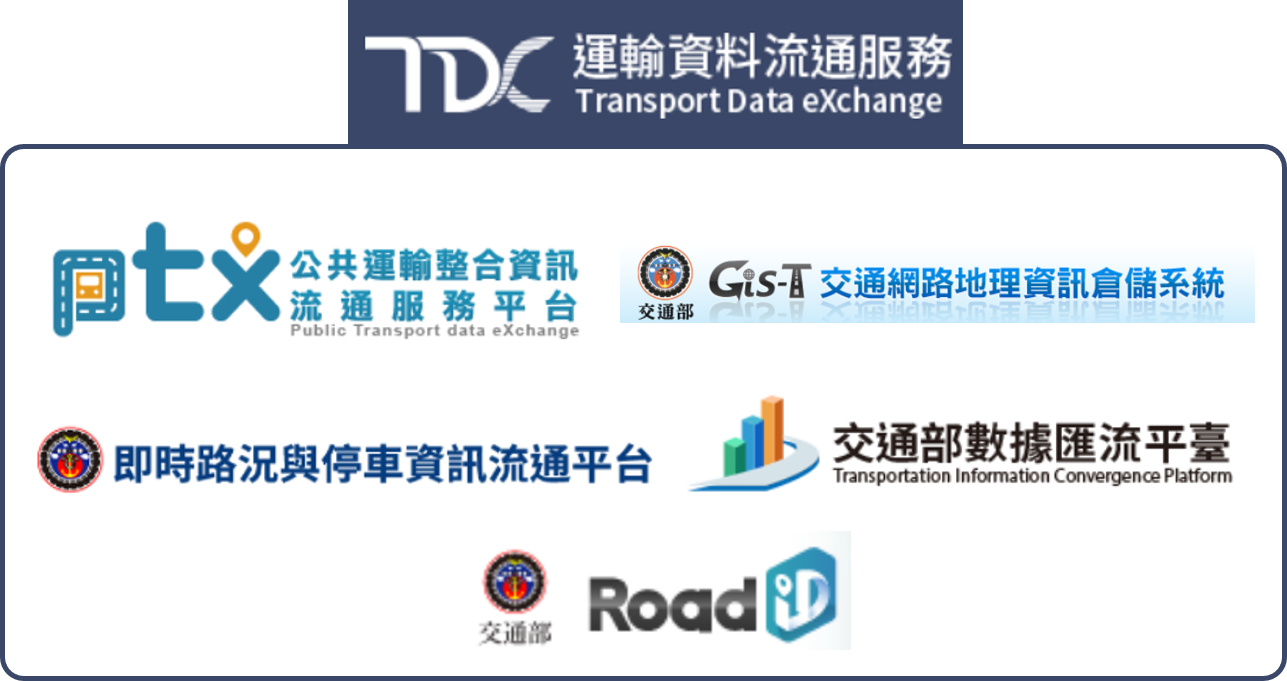 TDX 運輸資料流通服務
Transport Data eXchange
ptx 公共運輸整合資訊
流通服務平台
Public Transport data eXchange
交通部 GIS-T 交通網路地理資訊倉儲系統
即時路況與停車資訊流通平台
交通部數據匯流平臺
Transportation Information Convergence Platform
交通部 Road iD